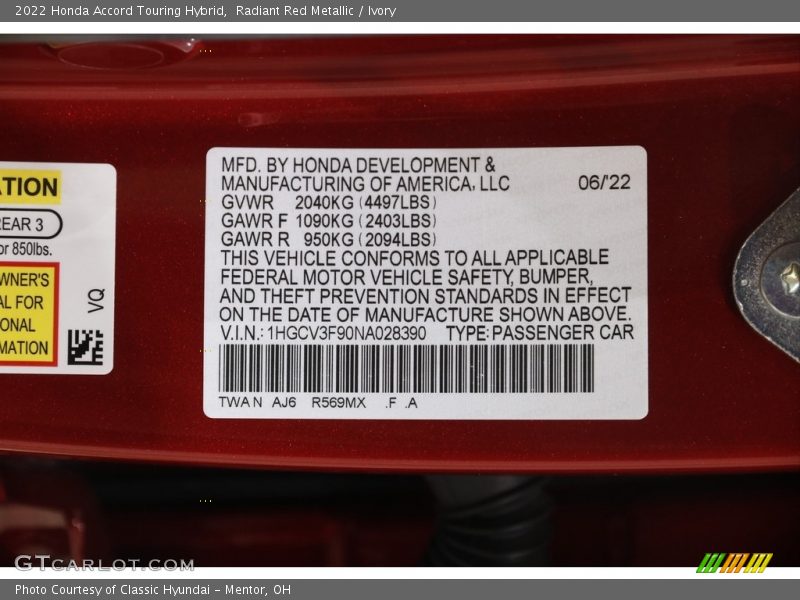 2022 Honda Accord Touring Hybrid,  Radiant Red Metallic / Ivory
TION
REAR 3
or 850lbs.
WNER'S
AL FOR
ONAL
MATION
VQ
MFD. BY HONDA DEVELOPMENT &
MANUFACTURING OF AMERICA, LLC 06/'22
GVWR 2040KG (4497LBS)
GAWR F 1090KG (2403LBS)
GAWR R 950KG (2094LBS)
THIS VEHICLE CONFORMS TO ALL APPLICABLE
FEDERAL MOTOR VEHICLE SAFETY, BUMPER,
AND THEFT PREVENTION STANDARDS IN EFFECT
ON THE DATE OF MANUFACTURE SHOWN ABOVE.
V.I.N.: 1HGCV3F90NA028390 TYPE: PASSENGER CAR
TWA N AJ6 R569MX .F .A
GTCARLOT.COM
Photo Courtesy of Classic Hyundai - Mentor, OH